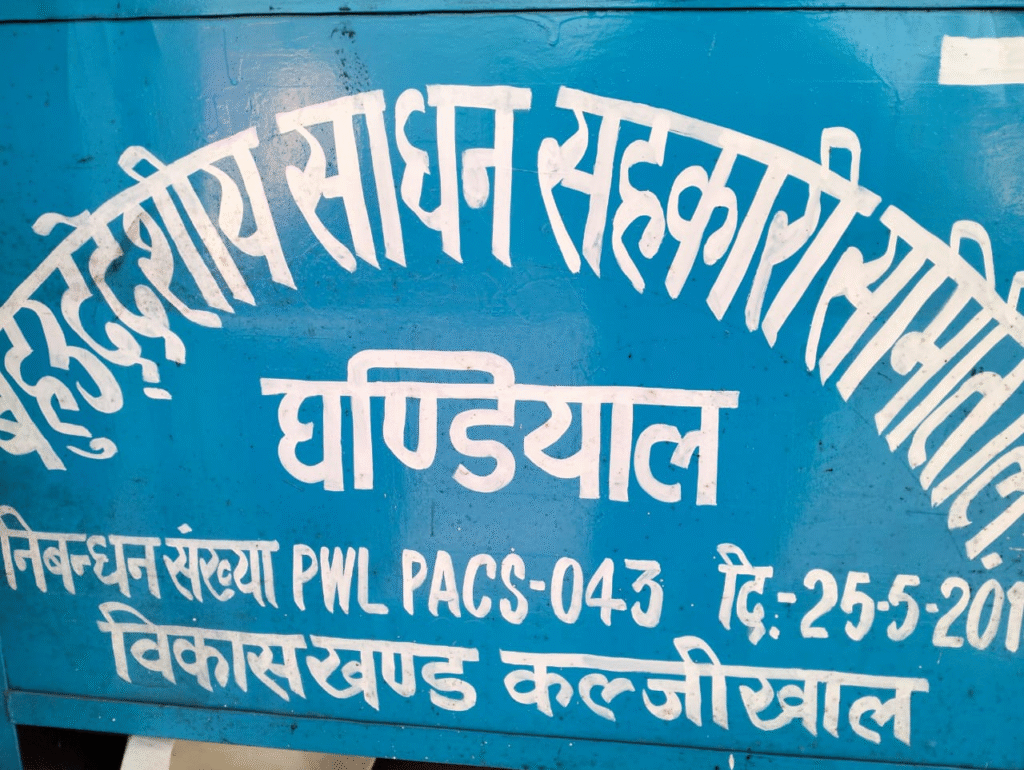 बहुउद्देशीय साधन सहकारी समिति लि.
घण्डियाल
निबन्धन संख्या PWL PACS-043 दि:-25-5-201
विकासखण्ड कल्जीखाल